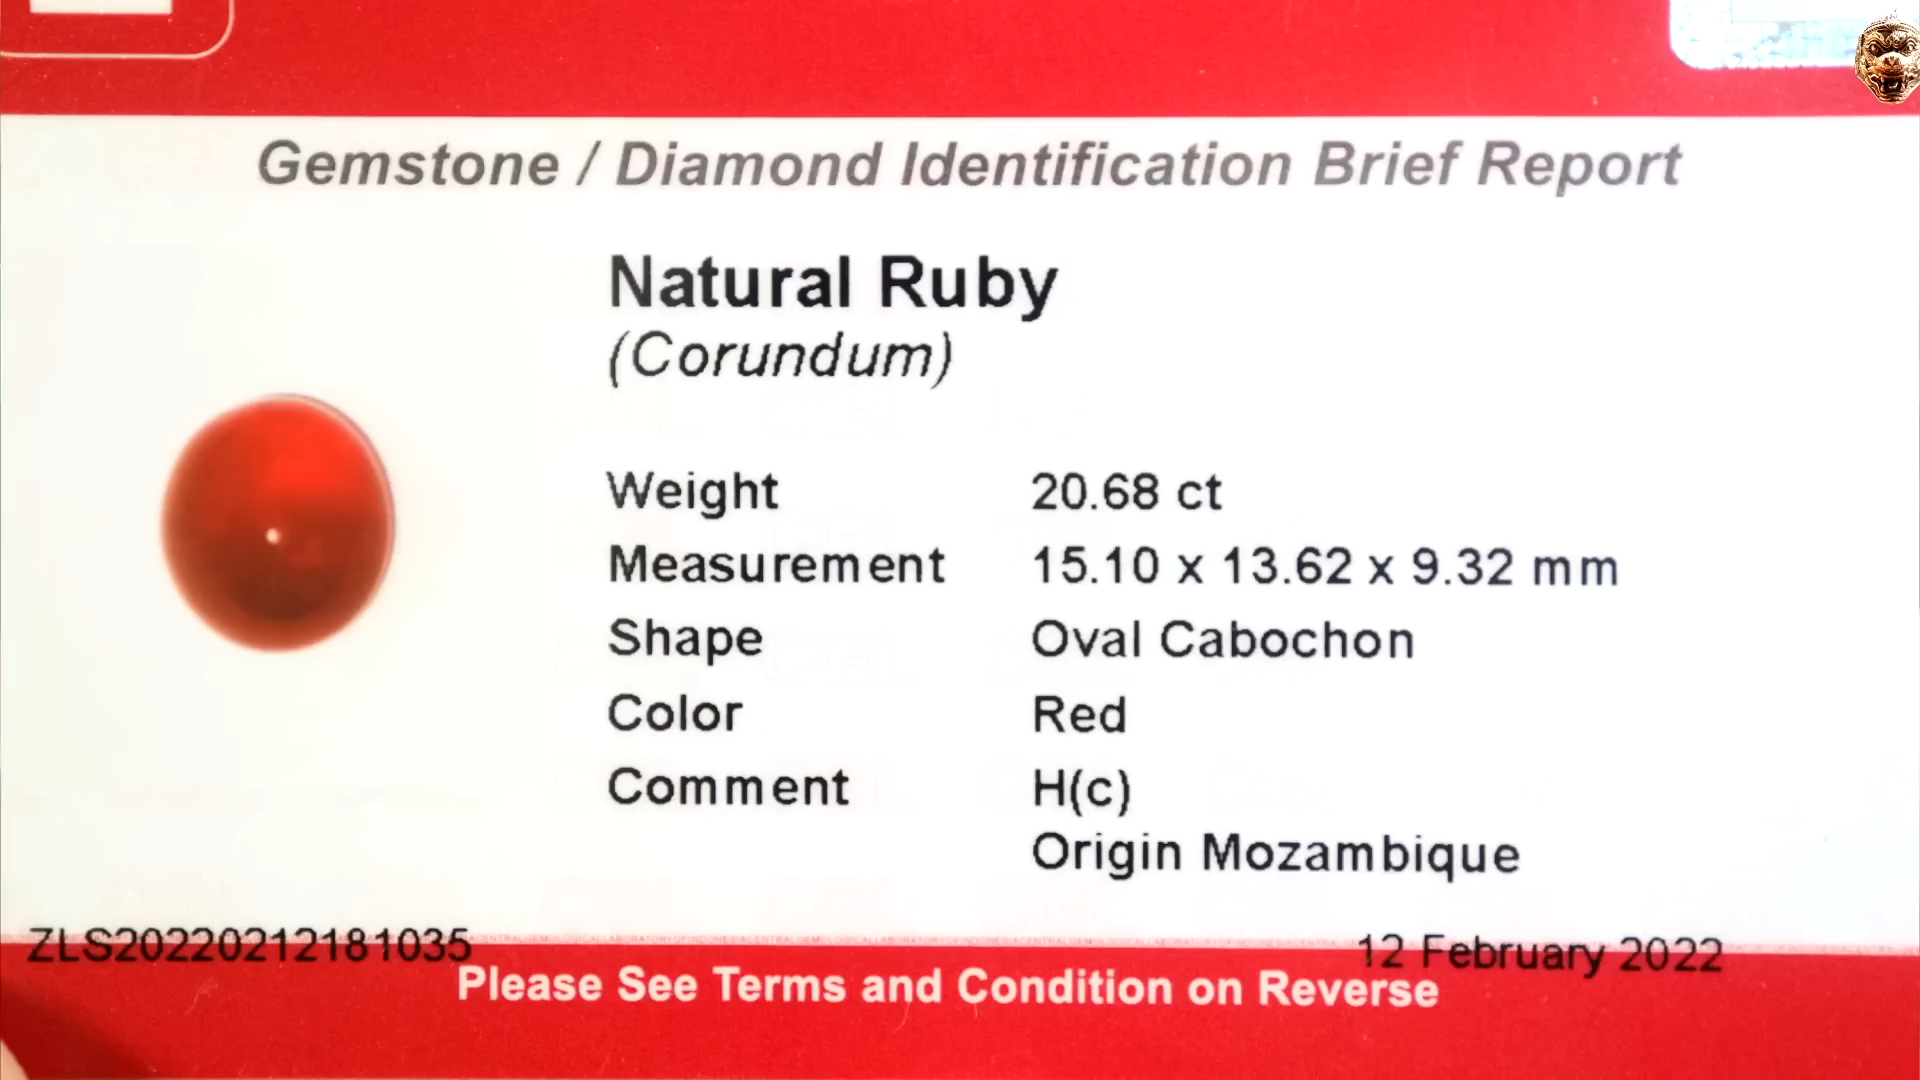 Gemstone / Diamond Identification Brief Report
Natural Ruby
(Corundum)
Weight 20.68 ct
Measurement 15.10 x 13.62 x 9.32 mm
Shape Oval Cabochon
Color Red
Comment H(c)
Origin Mozambique
ZLS20220212181035
12 February 2022
Please See Terms and Condition on Reverse